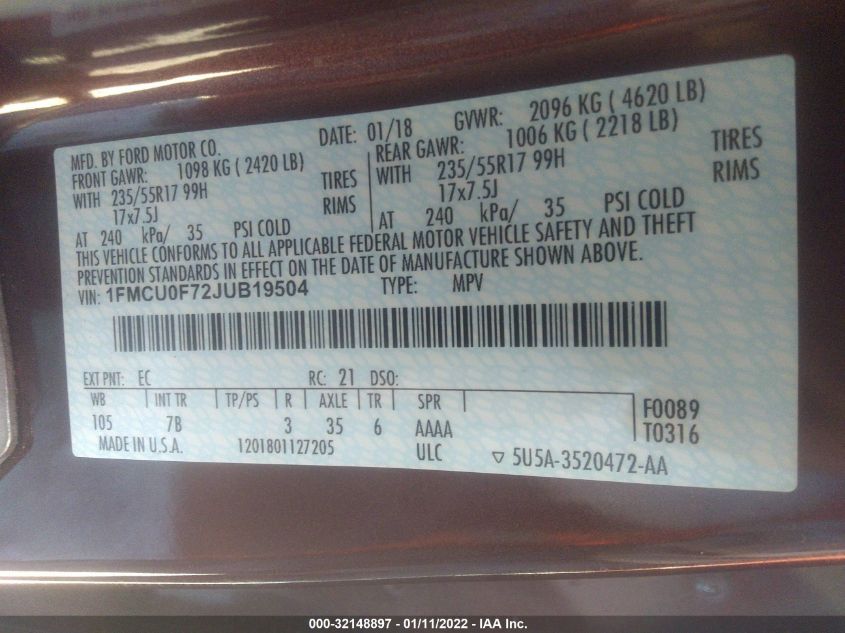 MFD. BY FORD MOTOR CO. DATE: 01/18 GVWR: 2096 KG ( 4620 LB)
FRONT GAWR: 1098 KG ( 2420 LB) REAR GAWR: 1006 KG ( 2218 LB)
WITH 235/55R17 99H TIRES WITH 235/55R17 99H TIRES
17x7.5J RIMS 17x7.5J RIMS
AT 240 kPa/ 35 PSI COLD AT 240 kPa/ 35 PSI COLD
THIS VEHICLE CONFORMS TO ALL APPLICABLE FEDERAL MOTOR VEHICLE SAFETY AND THEFT
PREVENTION STANDARDS IN EFFECT ON THE DATE OF MANUFACTURE SHOWN ABOVE.
VIN: 1FMCU0F72JUB19504 TYPE: MPV
EXT PNT: EC RC: 21 DSO:
WB INT TR TP/PS R AXLE TR SPR F0089
105 7B 3 35 6 AAAA T0316
MADE IN U.S.A. 1201801127205 ULC ▽ 5U5A-3520472-AA
000-32148897 - 01/11/2022 - IAA Inc.